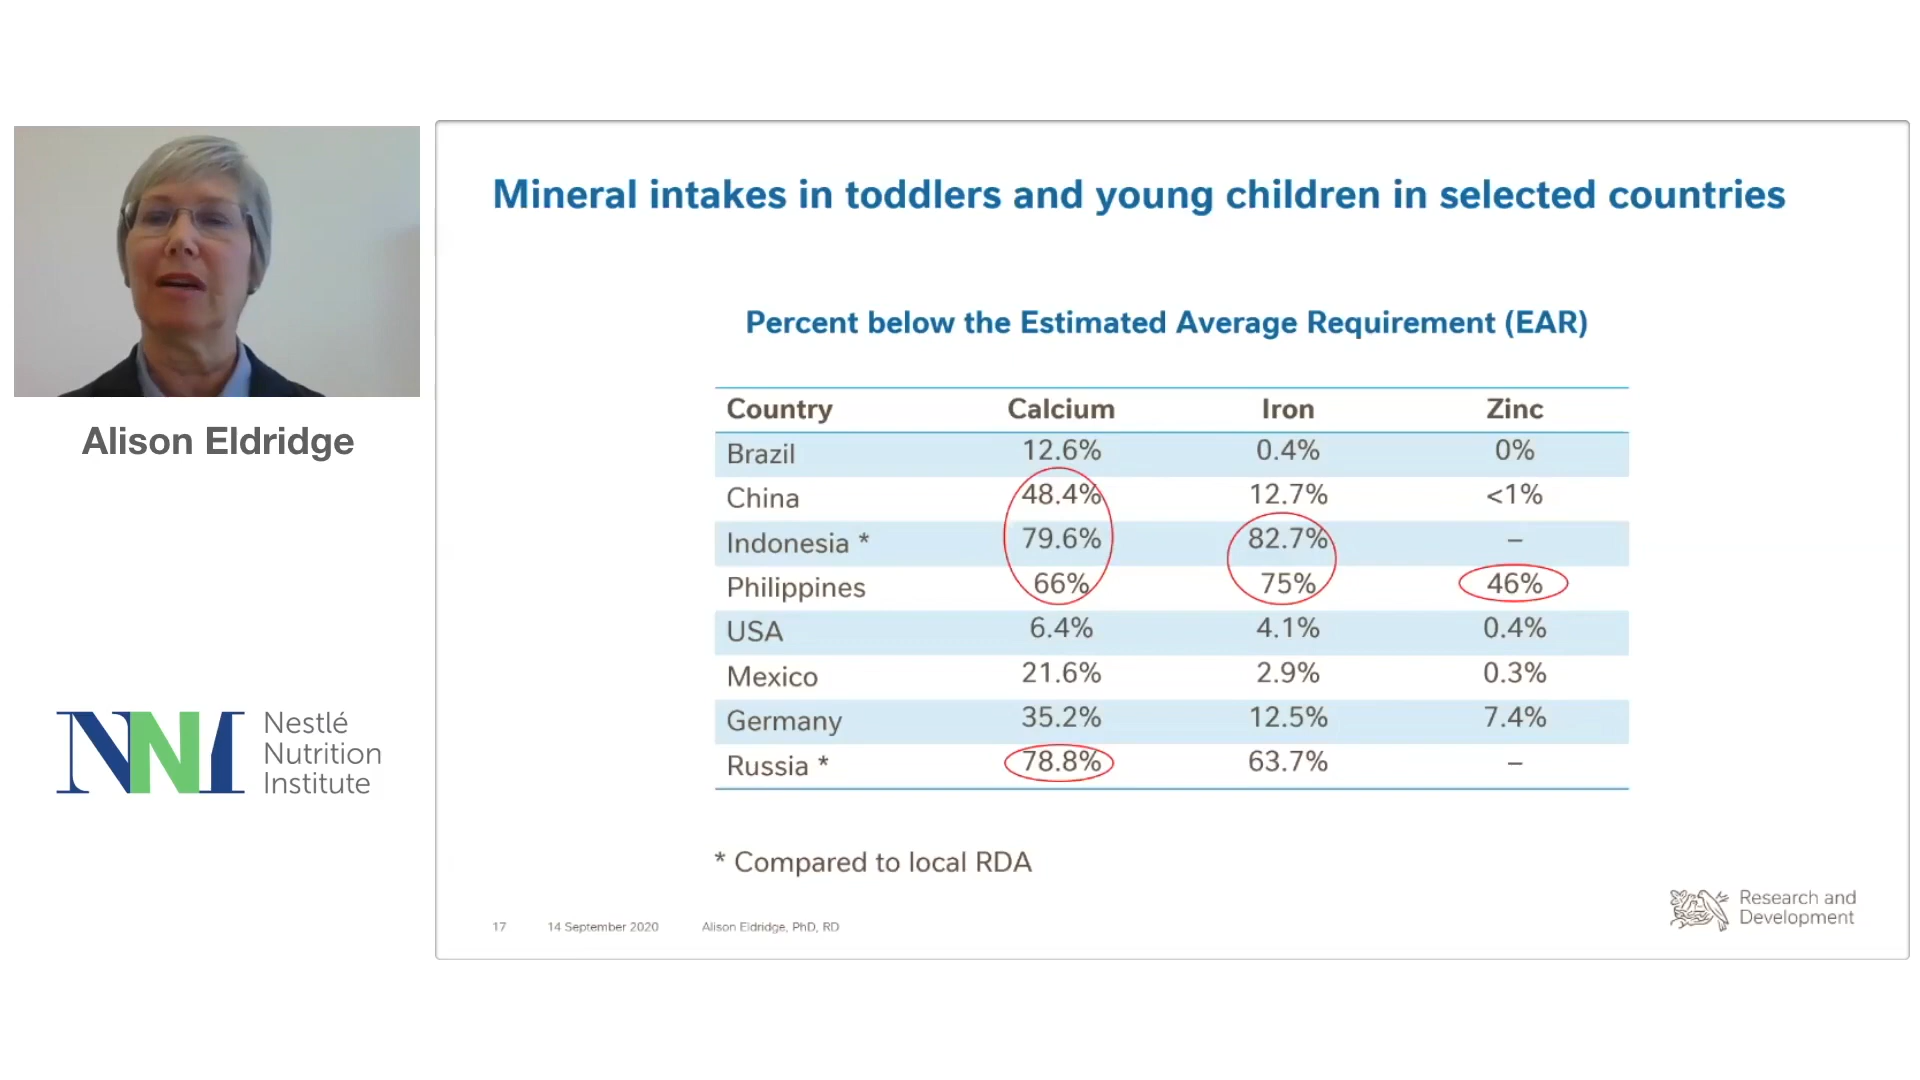 Alison Eldridge
NNI
Nestlé
Nutrition
Institute
Mineral intakes in toddlers and young children in selected countries
Percent below the Estimated Average Requirement (EAR)
Country Calcium Iron Zinc
Brazil 12.6% 0.4% 0%
China 48.4% 12.7% <1%
Indonesia * 79.6% 82.7% –
Philippines 66% 75% 46%
USA 6.4% 4.1% 0.4%
Mexico 21.6% 2.9% 0.3%
Germany 35.2% 12.5% 7.4%
Russia * 78.8% 63.7% –
* Compared to local RDA
17 14 September 2020 Alison Eldridge, PhD, RD
Research and
Development